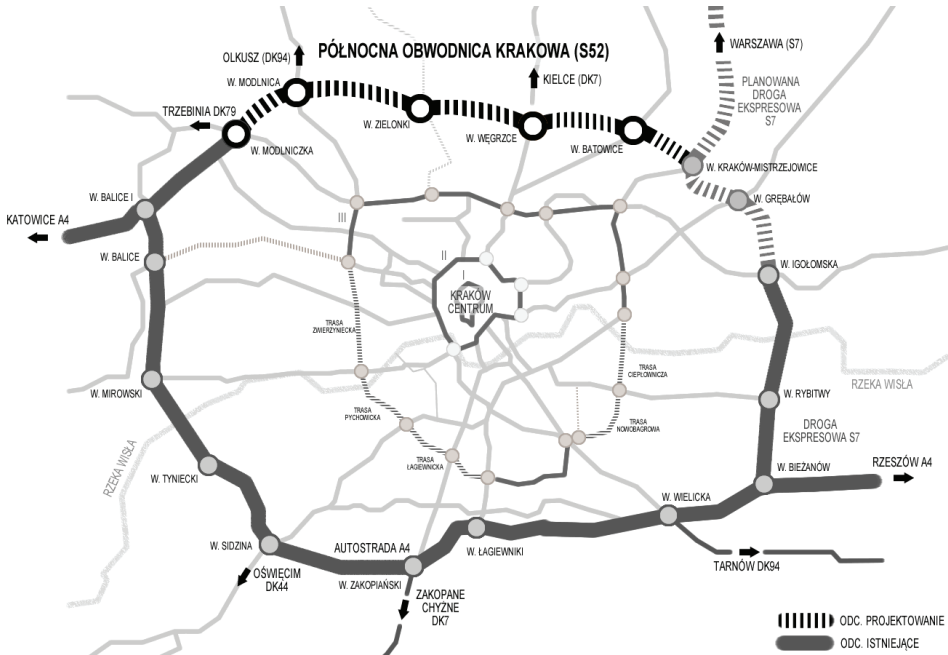 PÓŁNOCNA OBWODNICA KRAKOWA (S52)
OLKUSZ (DK94)
WARSZAWA (S7)
KIELCE (DK7)
W. MODLNICA
PLANOWANA
DROGA
EKSPRESOWA
S7
TRZEBINIA DK79
W. ZIELONKI
W. WĘGRZCE
W. BATOWICE
W. MODLNICZKA
W. KRAKÓW-MISTRZEJOWICE
W. BALICE I
W. GRĘBAŁÓW
KATOWICE A4
III
II
W. BALICE
I
KRAKÓW
CENTRUM
W. IGOŁOMSKA
TRASA
ZWIERZYNIECKA
TRASA
CIEPŁOWNICZA
RZEKA WISŁA
W. MIROWSKI
W. RYBITWY
TRASA
PYCHOWICKA
TRASA
NOWOBAGROWA
DROGA
EKSPRESOWA S7
RZEKA WISŁA
TRASA
ŁAGIEWNICKA
W. BIEŻANÓW
RZESZÓW A4
W. TYNIECKI
W. WIELICKA
W. SIDZINA
AUTOSTRADA A4
W. ŁAGIEWNIKI
TARNÓW DK94
OŚWIĘCIM
DK44
W. ZAKOPIAŃSKI
ZAKOPANE
CHYŻNE
DK7
ODC. PROJEKTOWANIE
ODC. ISTNIEJĄCE